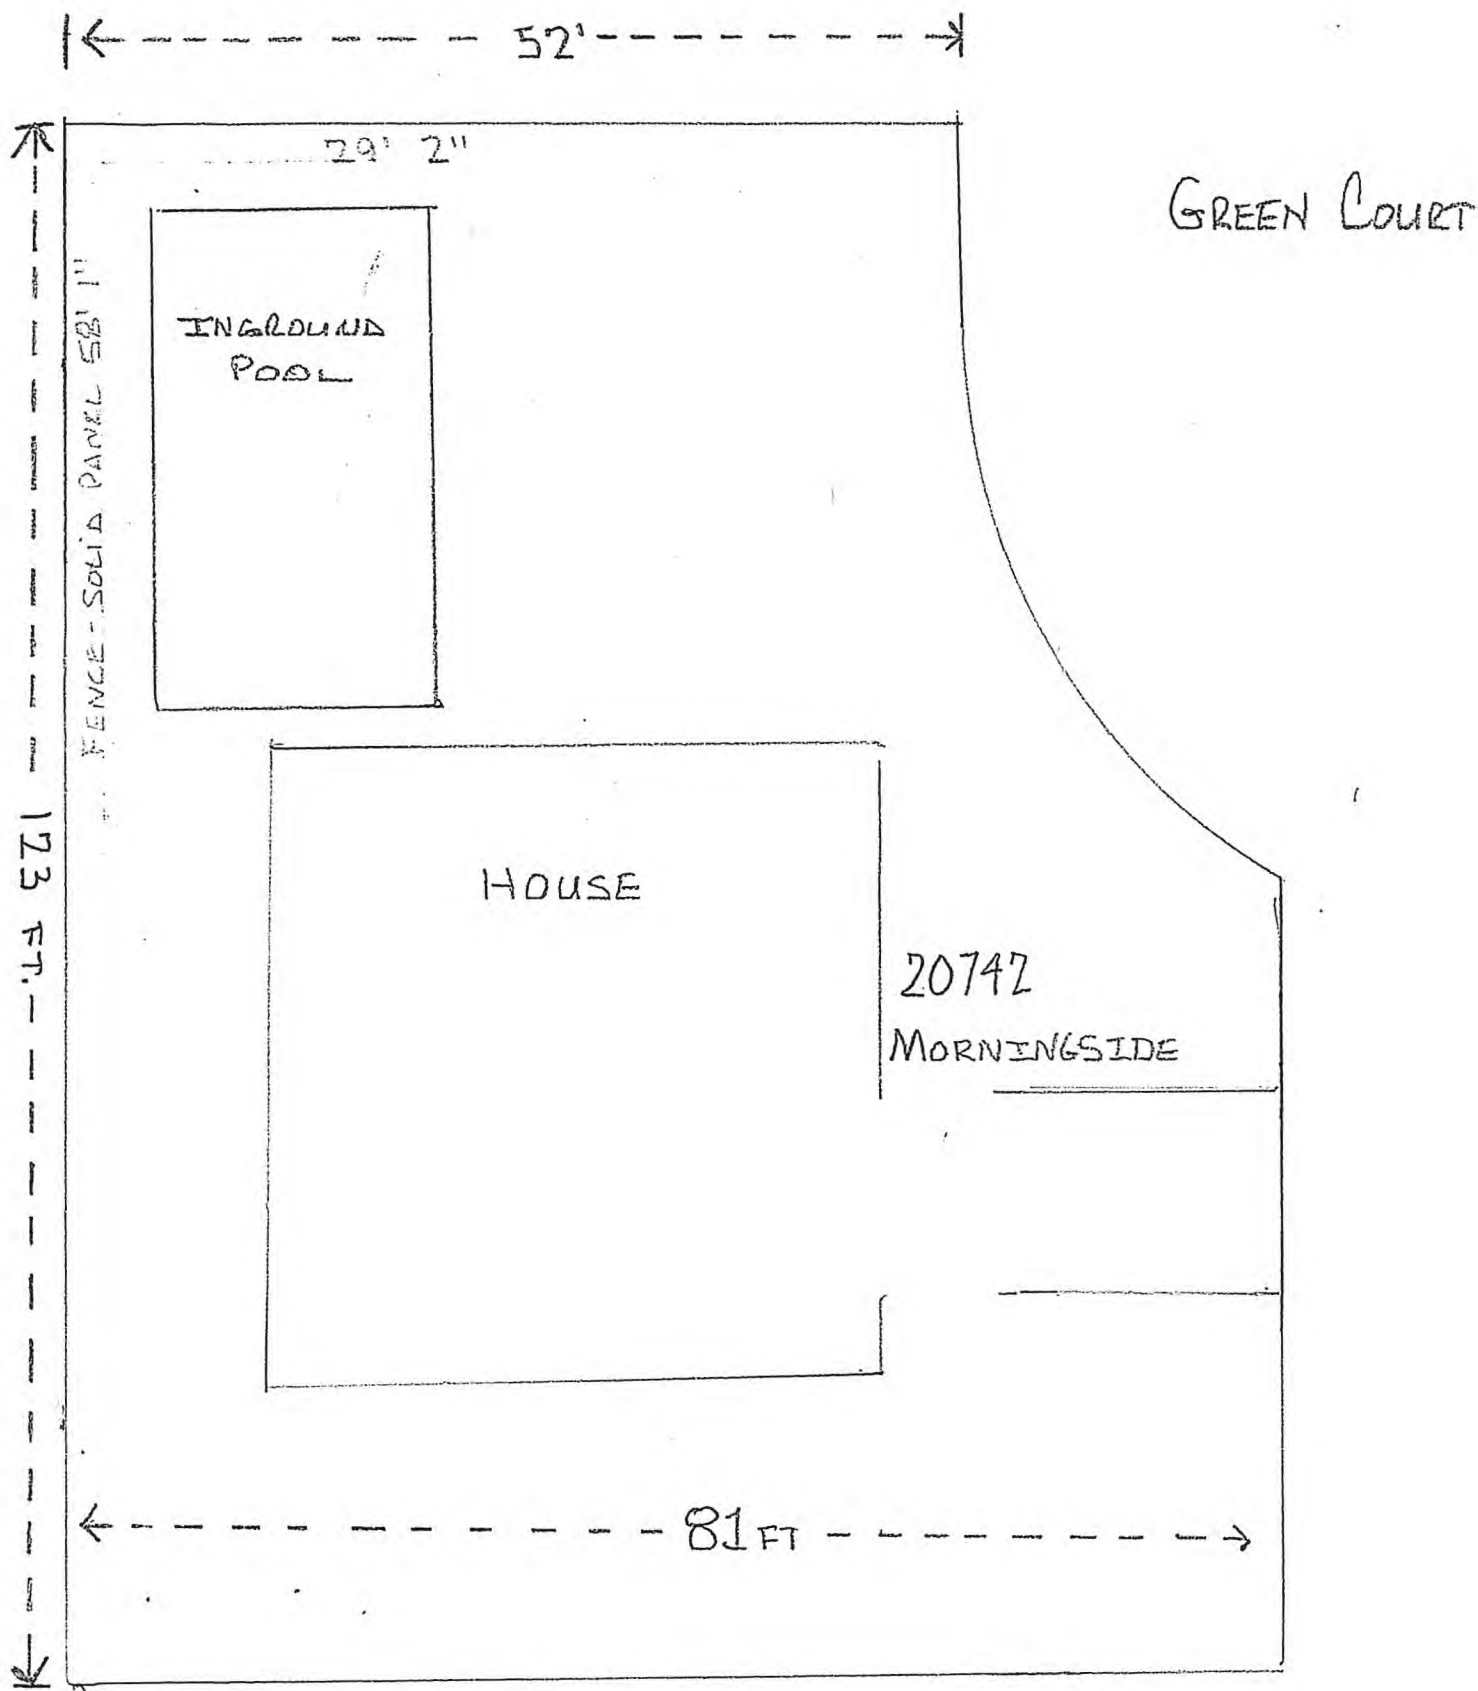 52'
29' 2"
GREEN COURT
INGROUND
POOL
FENCE-SOLID PANEL 58' 1"
123 FT.
HOUSE
20742
MORNINGSIDE
81 FT